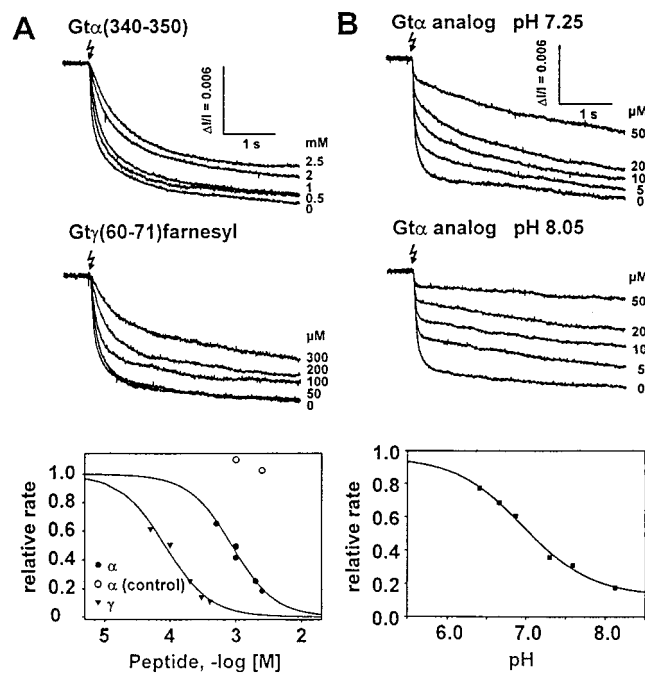 A
Gtα(340-350)
ΔI/I = 0.006
1 s
mM
2.5
2
1
0.5
0
Gtγ(60-71)farnesyl
μM
300
200
100
50
0
1.0
0.8
0.6
0.4
0.2
0
relative rate
α
α (control)
γ
5 4 3 2
Peptide, -log [M]
B
Gtα analog pH 7.25
ΔI/I = 0.006
1 s
μM
50
20
10
5
0
Gtα analog pH 8.05
μM
50
20
10
5
0
1.0
0.8
0.6
0.4
0.2
0.0
relative rate
6.0 7.0 8.0
pH